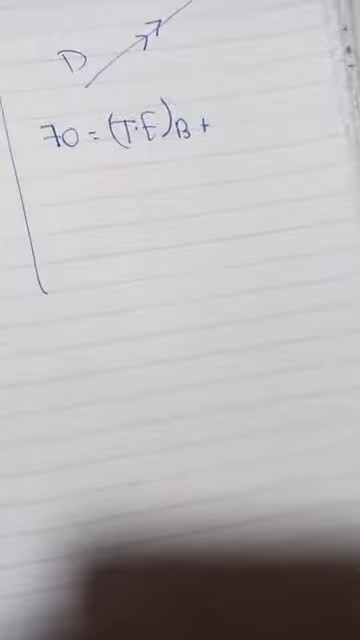 D
70 = (T.E)B +